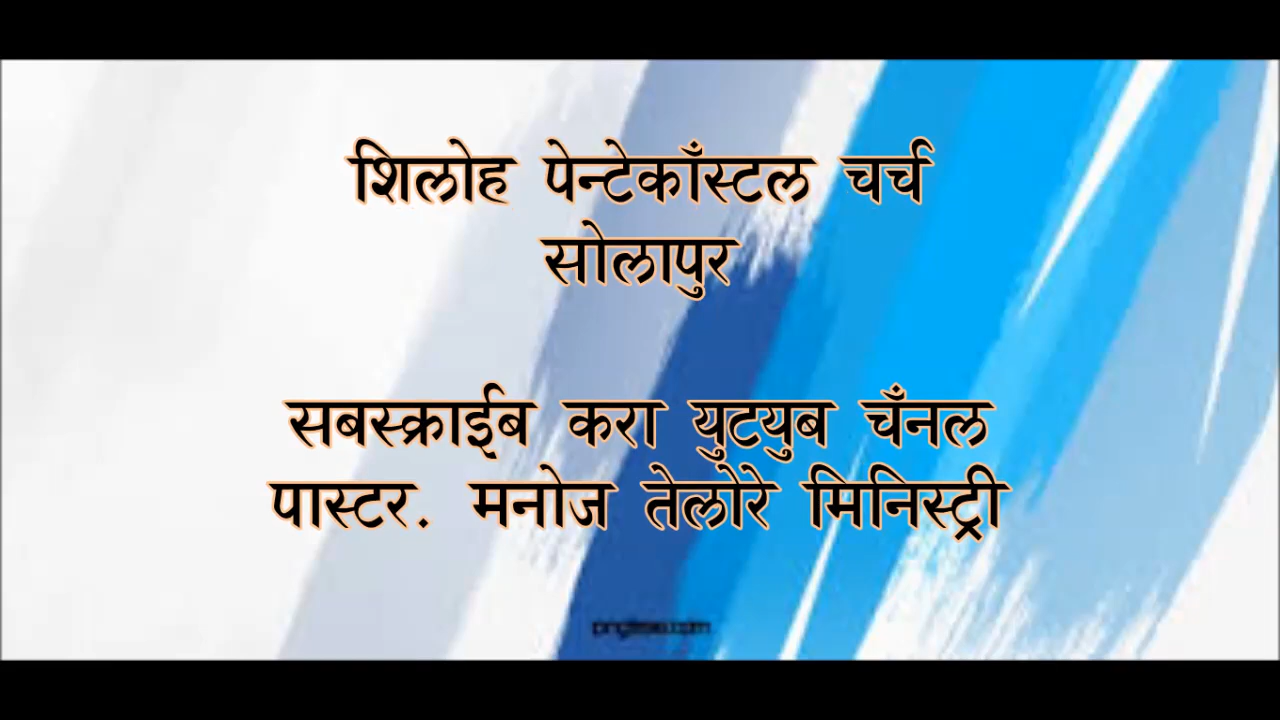 शिलोह पेन्टेकाँस्टल चर्च
सोलापुर
सबस्क्राईब करा युटयुब चँनल
पास्टर. मनोज तेलोरे मिनिस्ट्री